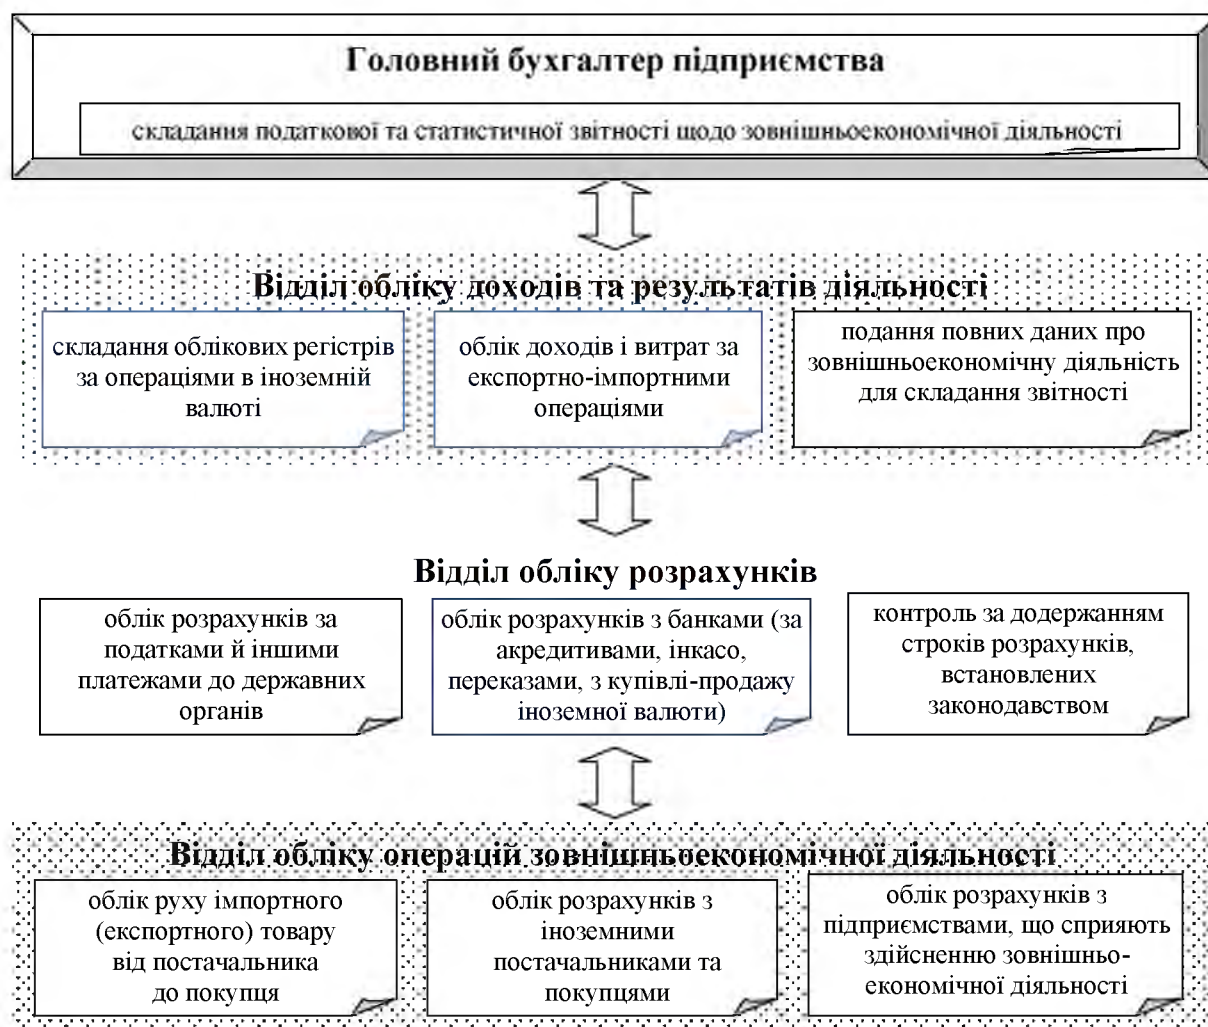 Головний бухгалтер підприємства
складання податкової та статистичної звітності щодо зовнішньоекономічної діяльності
Відділ обліку доходів та результатів діяльності
складання облікових регістрів
за операціями в іноземній
валюті
облік доходів і витрат за
експортно-імпортними
операціями
подання повних даних про
зовнішньоекономічну діяльність
для складання звітності
Відділ обліку розрахунків
облік розрахунків за
податками й іншими
платежами до державних
органів
облік розрахунків з банками (за
акредитивами, інкасо,
переказами, з купівлі-продажу
іноземної валюти)
контроль за додержанням
строків розрахунків,
встановлених
законодавством
Відділ обліку операцій зовнішньоекономічної діяльності
облік руху імпортного
(експортного) товару
від постачальника
до покупця
облік розрахунків з
іноземними
постачальниками та
покупцями
облік розрахунків з
підприємствами, що сприяють
здійсненню зовнішньо-
економічної діяльності